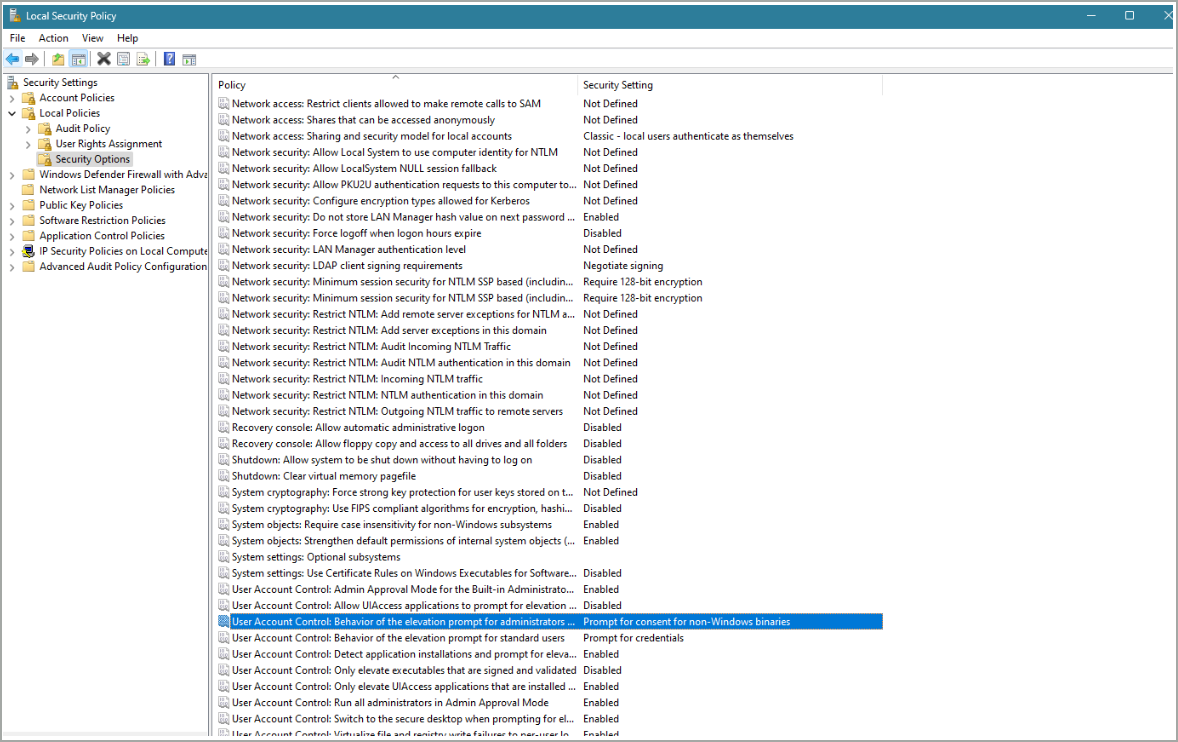 Local Security Policy
File Action View Help
Security Settings
Account Policies
Local Policies
Audit Policy
User Rights Assignment
Security Options
Windows Defender Firewall with Adva
Network List Manager Policies
Public Key Policies
Software Restriction Policies
Application Control Policies
IP Security Policies on Local Compute
Advanced Audit Policy Configuration
Policy Security Setting
Network access: Restrict clients allowed to make remote calls to SAM Not Defined
Network access: Shares that can be accessed anonymously Not Defined
Network access: Sharing and security model for local accounts Classic - local users authenticate as themselves
Network security: Allow Local System to use computer identity for NTLM Not Defined
Network security: Allow LocalSystem NULL session fallback Not Defined
Network security: Allow PKU2U authentication requests to this computer to... Not Defined
Network security: Configure encryption types allowed for Kerberos Not Defined
Network security: Do not store LAN Manager hash value on next password ... Enabled
Network security: Force logoff when logon hours expire Disabled
Network security: LAN Manager authentication level Not Defined
Network security: LDAP client signing requirements Negotiate signing
Network security: Minimum session security for NTLM SSP based (includin... Require 128-bit encryption
Network security: Minimum session security for NTLM SSP based (includin... Require 128-bit encryption
Network security: Restrict NTLM: Add remote server exceptions for NTLM a... Not Defined
Network security: Restrict NTLM: Add server exceptions in this domain Not Defined
Network security: Restrict NTLM: Audit Incoming NTLM Traffic Not Defined
Network security: Restrict NTLM: Audit NTLM authentication in this domain Not Defined
Network security: Restrict NTLM: Incoming NTLM traffic Not Defined
Network security: Restrict NTLM: NTLM authentication in this domain Not Defined
Network security: Restrict NTLM: Outgoing NTLM traffic to remote servers Not Defined
Recovery console: Allow automatic administrative logon Disabled
Recovery console: Allow floppy copy and access to all drives and all folders Disabled
Shutdown: Allow system to be shut down without having to log on Disabled
Shutdown: Clear virtual memory pagefile Disabled
System cryptography: Force strong key protection for user keys stored on t... Not Defined
System cryptography: Use FIPS compliant algorithms for encryption, hashi... Disabled
System objects: Require case insensitivity for non-Windows subsystems Enabled
System objects: Strengthen default permissions of internal system objects (... Enabled
System settings: Optional subsystems
System settings: Use Certificate Rules on Windows Executables for Software... Disabled
User Account Control: Admin Approval Mode for the Built-in Administrato... Enabled
User Account Control: Allow UIAccess applications to prompt for elevation ... Disabled
User Account Control: Behavior of the elevation prompt for administrators ... Prompt for consent for non-Windows binaries
User Account Control: Behavior of the elevation prompt for standard users Prompt for credentials
User Account Control: Detect application installations and prompt for eleva... Enabled
User Account Control: Only elevate executables that are signed and validated Disabled
User Account Control: Only elevate UIAccess applications that are installed ... Enabled
User Account Control: Run all administrators in Admin Approval Mode Enabled
User Account Control: Switch to the secure desktop when prompting for el... Enabled
User Account Control: Virtualize file and registry write failures to per-user lo... Enabled